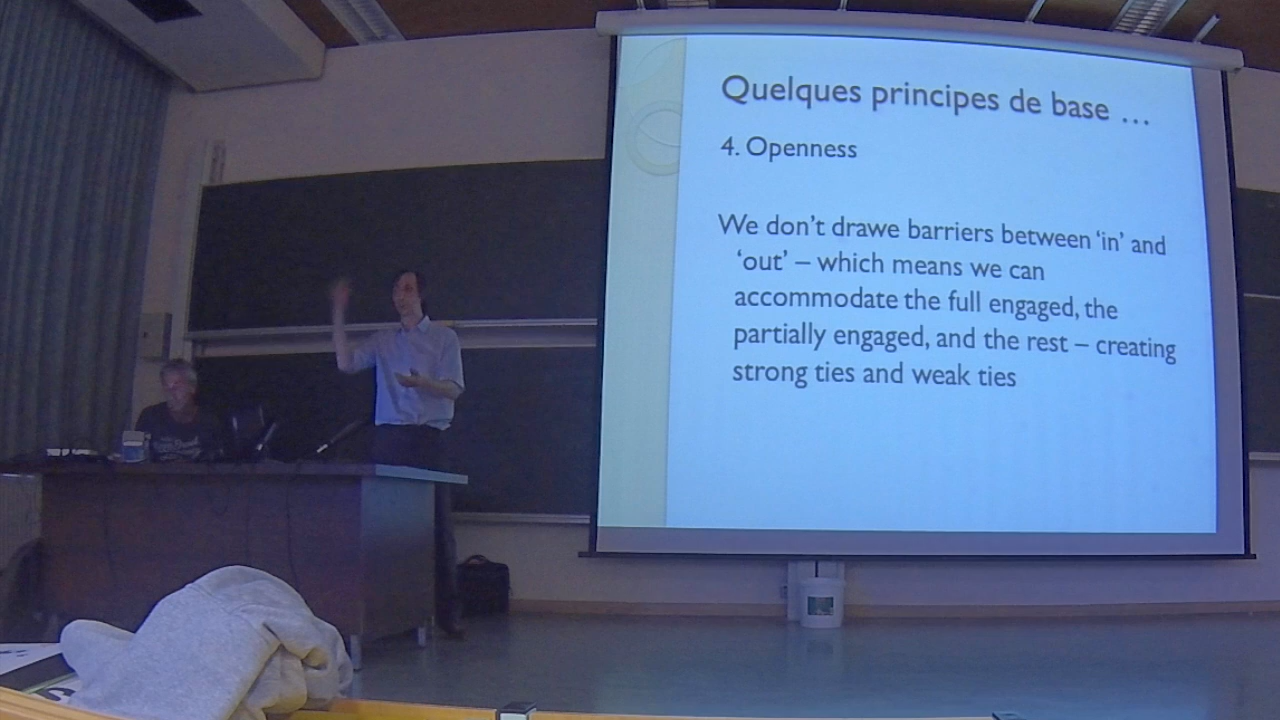 Quelques principes de base …
4. Openness
We don't drawe barriers between 'in' and
'out' – which means we can
accommodate the full engaged, the
partially engaged, and the rest – creating
strong ties and weak ties